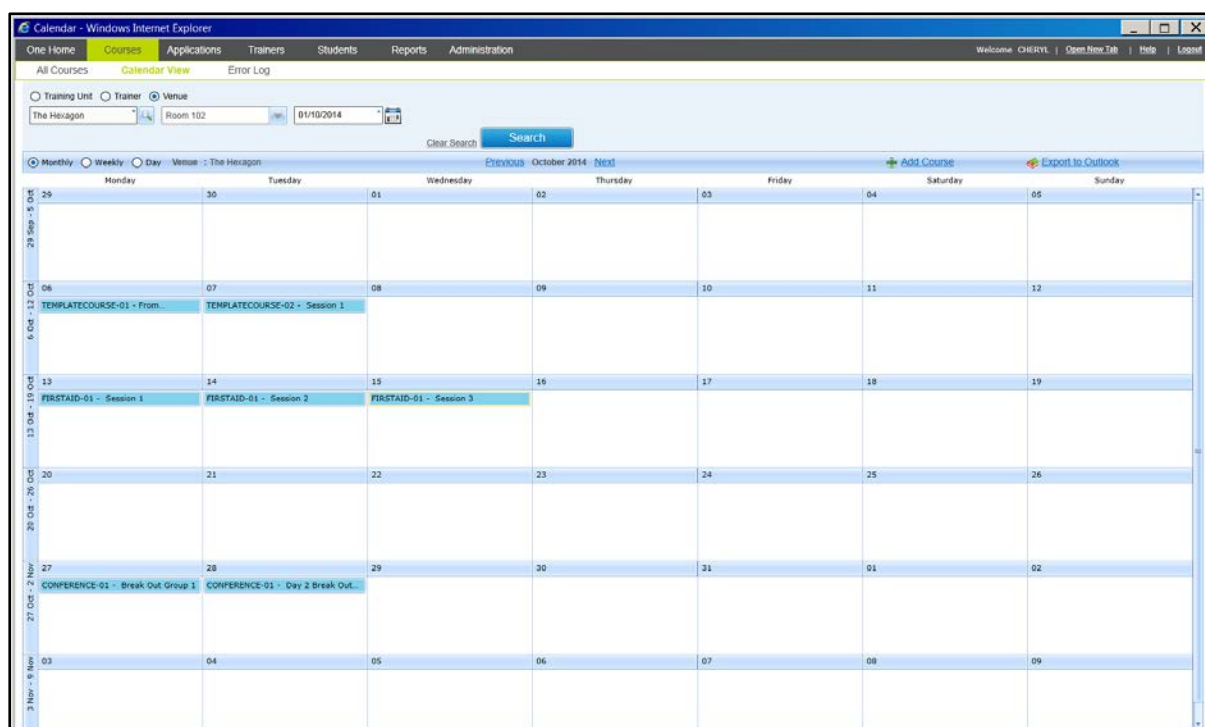 Calendar - Windows Internet Explorer
One Home Courses Applications Trainers Students Reports Administration Welcome CHERYL | Open New Tab | Help | Logout
All Courses Calendar View Error Log
Training Unit Trainer Venue
The Hexagon Room 102 01/10/2014
Clear Search Search
Monthly Weekly Day Venue : The Hexagon Previous October 2014 Next Add Course Export to Outlook
Monday Tuesday Wednesday Thursday Friday Saturday Sunday
29 Sep - 5 Oct
29 30 01 02 03 04 05
6 Oct - 12 Oct
06 07 08 09 10 11 12
TEMPLATECOURSE-01 - From... TEMPLATECOURSE-02 - Session 1
13 Oct - 19 Oct
13 14 15 16 17 18 19
FIRSTAID-01 - Session 1 FIRSTAID-01 - Session 2 FIRSTAID-01 - Session 3
20 Oct - 26 Oct
20 21 22 23 24 25 26
27 Oct - 2 Nov
27 28 29 30 31 01 02
CONFERENCE-01 - Break Out Group 1 CONFERENCE-01 - Day 2 Break Out...
3 Nov - 9 Nov
03 04 05 06 07 08 09